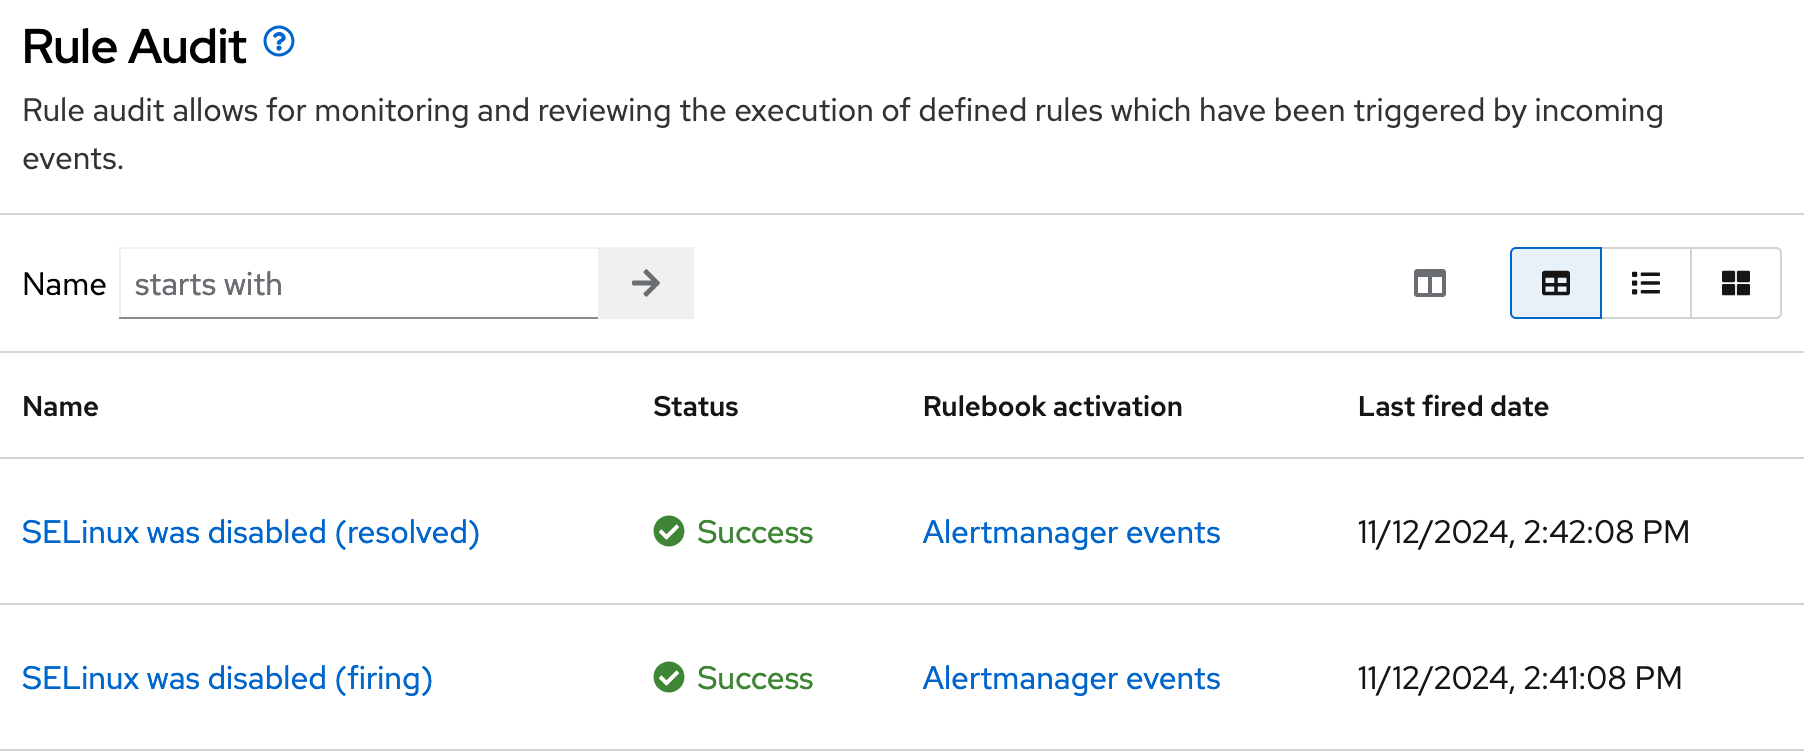 Rule Audit
Rule audit allows for monitoring and reviewing the execution of defined rules which have been triggered by incoming
events.
Name starts with
Name Status Rulebook activation Last fired date
SELinux was disabled (resolved) Success Alertmanager events 11/12/2024, 2:42:08 PM
SELinux was disabled (firing) Success Alertmanager events 11/12/2024, 2:41:08 PM